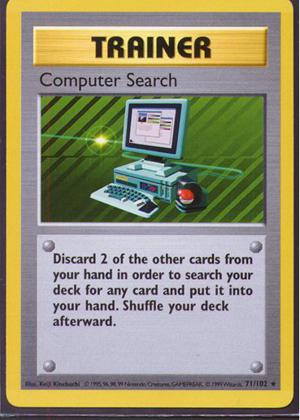 TRAINER
Computer Search
Discard 2 of the other cards from
your hand in order to search your
deck for any card and put it into
your hand. Shuffle your deck
afterward.
Illus. Keiji Kinebuchi © 1995, 96, 98, 99 Nintendo, Creatures, GAMEFREAK. © 1999 Wizards. 71/102 ★